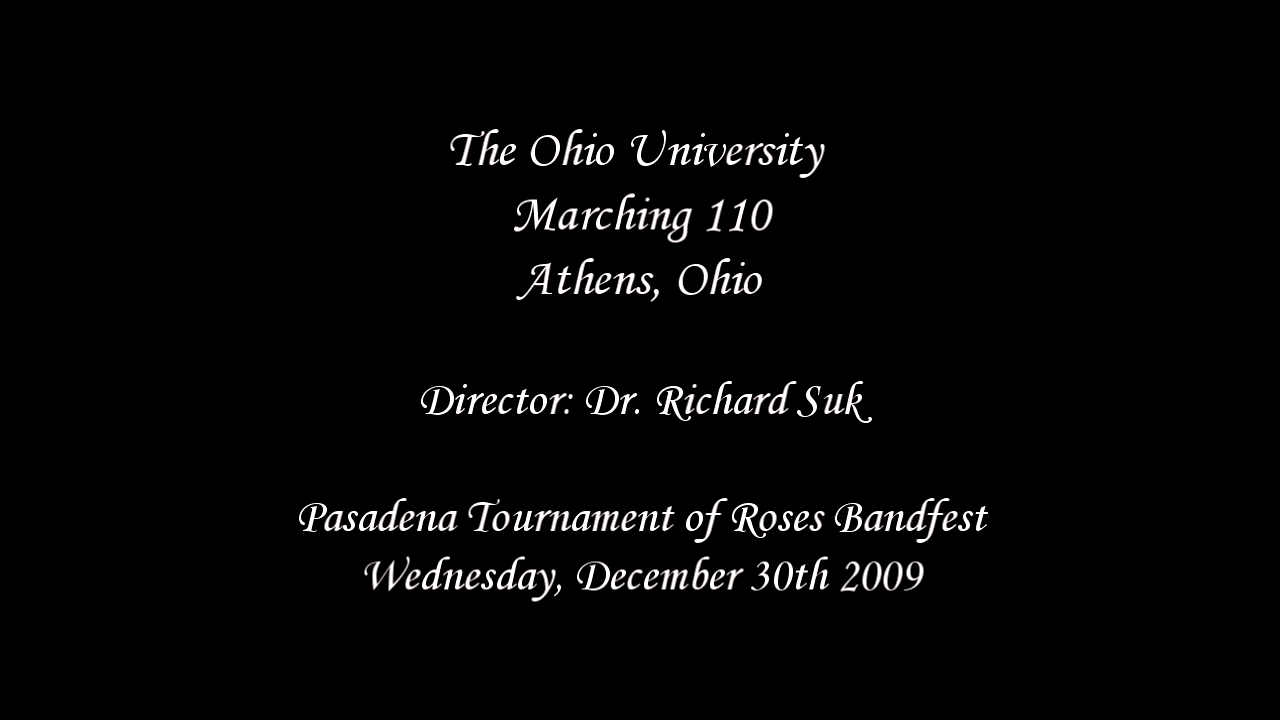 The Ohio University
Marching 110
Athens, Ohio
Director: Dr. Richard Suk
Pasadena Tournament of Roses Bandfest
Wednesday, December 30th 2009